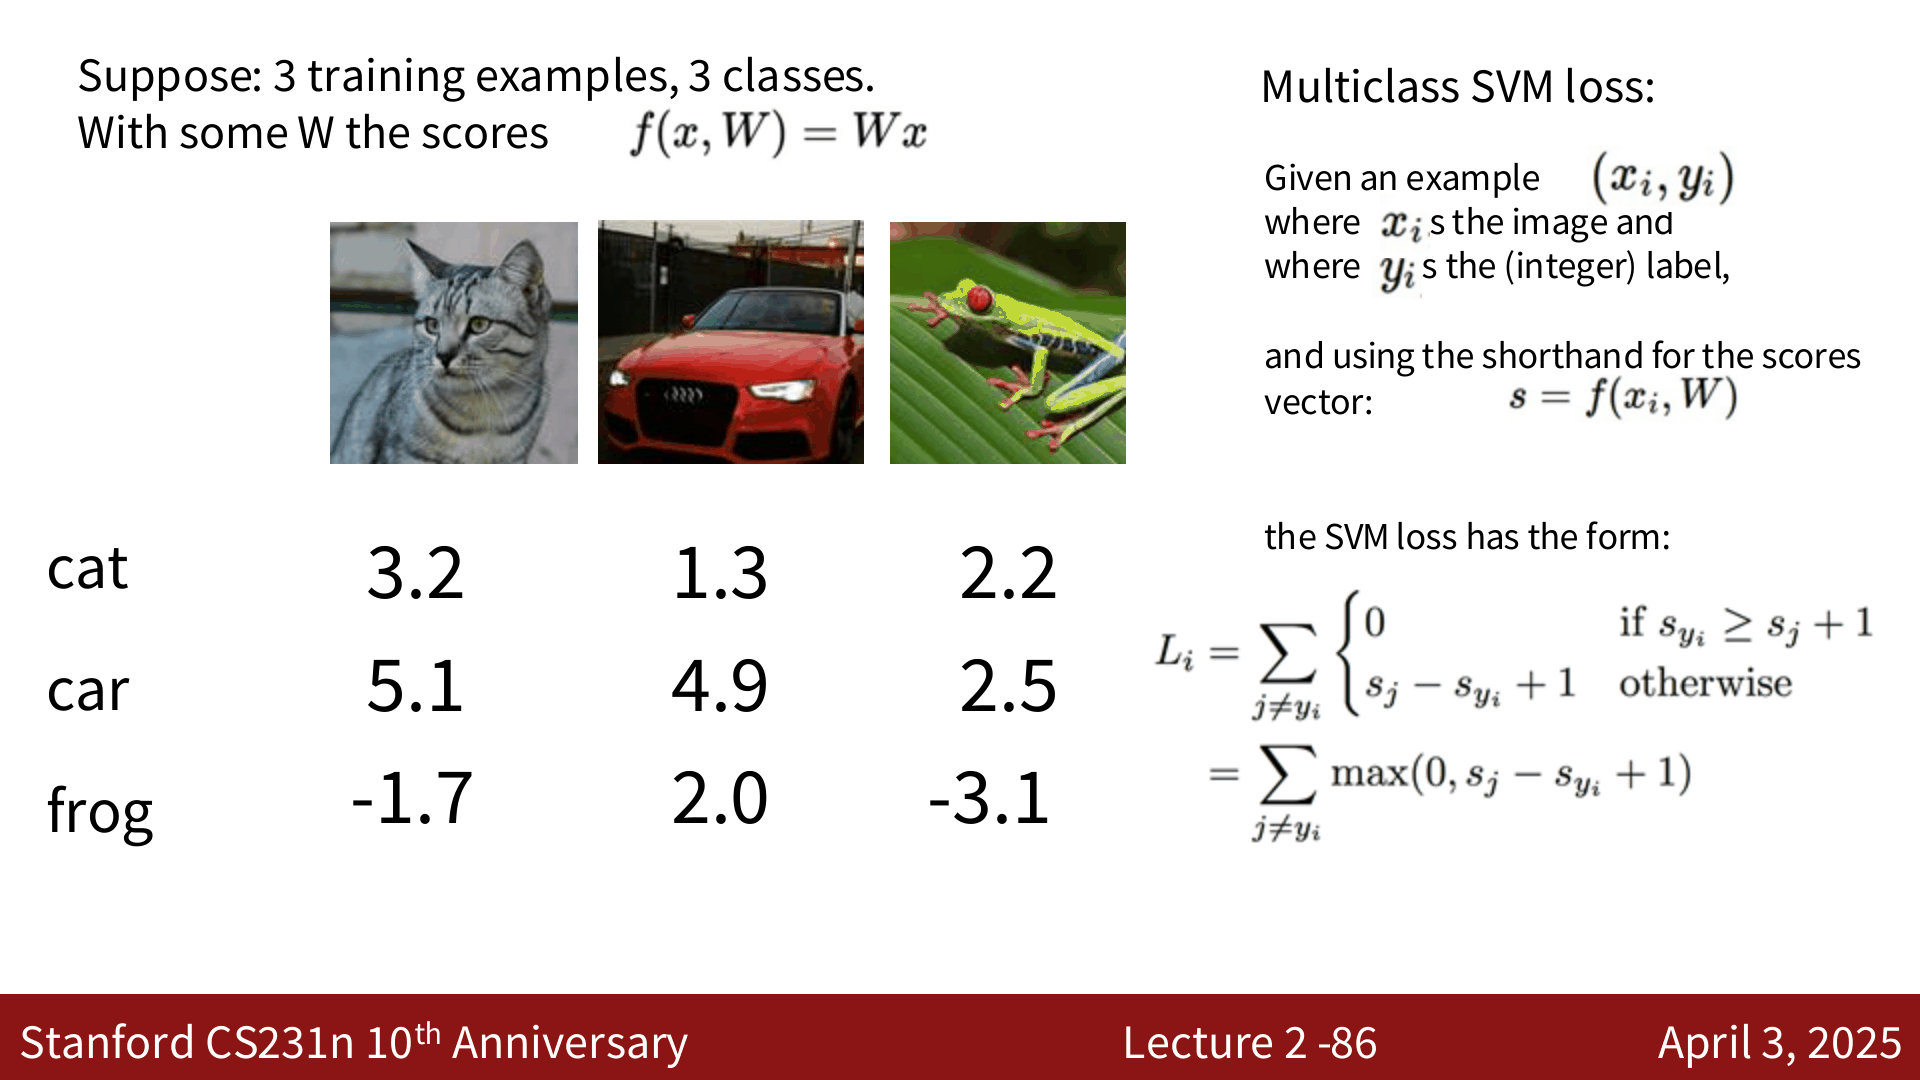 Suppose: 3 training examples, 3 classes.
With some W the scores f(x, W) = Wx
cat 3.2 1.3 2.2
car 5.1 4.9 2.5
frog -1.7 2.0 -3.1
Multiclass SVM loss:
Given an example (x_i, y_i)
where x_i s the image and
where y_i s the (integer) label,
and using the shorthand for the scores
vector: s = f(x_i, W)
the SVM loss has the form:
L_i = ∑_{j≠y_i} { 0 if s_{y_i} ≥ s_j + 1
s_j − s_{y_i} + 1 otherwise
= ∑_{j≠y_i} max(0, s_j − s_{y_i} + 1)
Stanford CS231n 10th Anniversary Lecture 2 -86 April 3, 2025